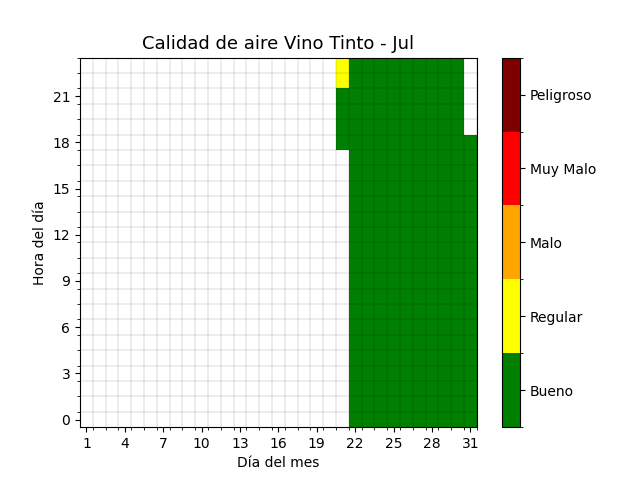 Calidad de aire Vino Tinto - Jul
Hora del día
21
18
15
12
9
6
3
0
1 4 7 10 13 16 19 22 25 28 31
Día del mes
Peligroso
Muy Malo
Malo
Regular
Bueno